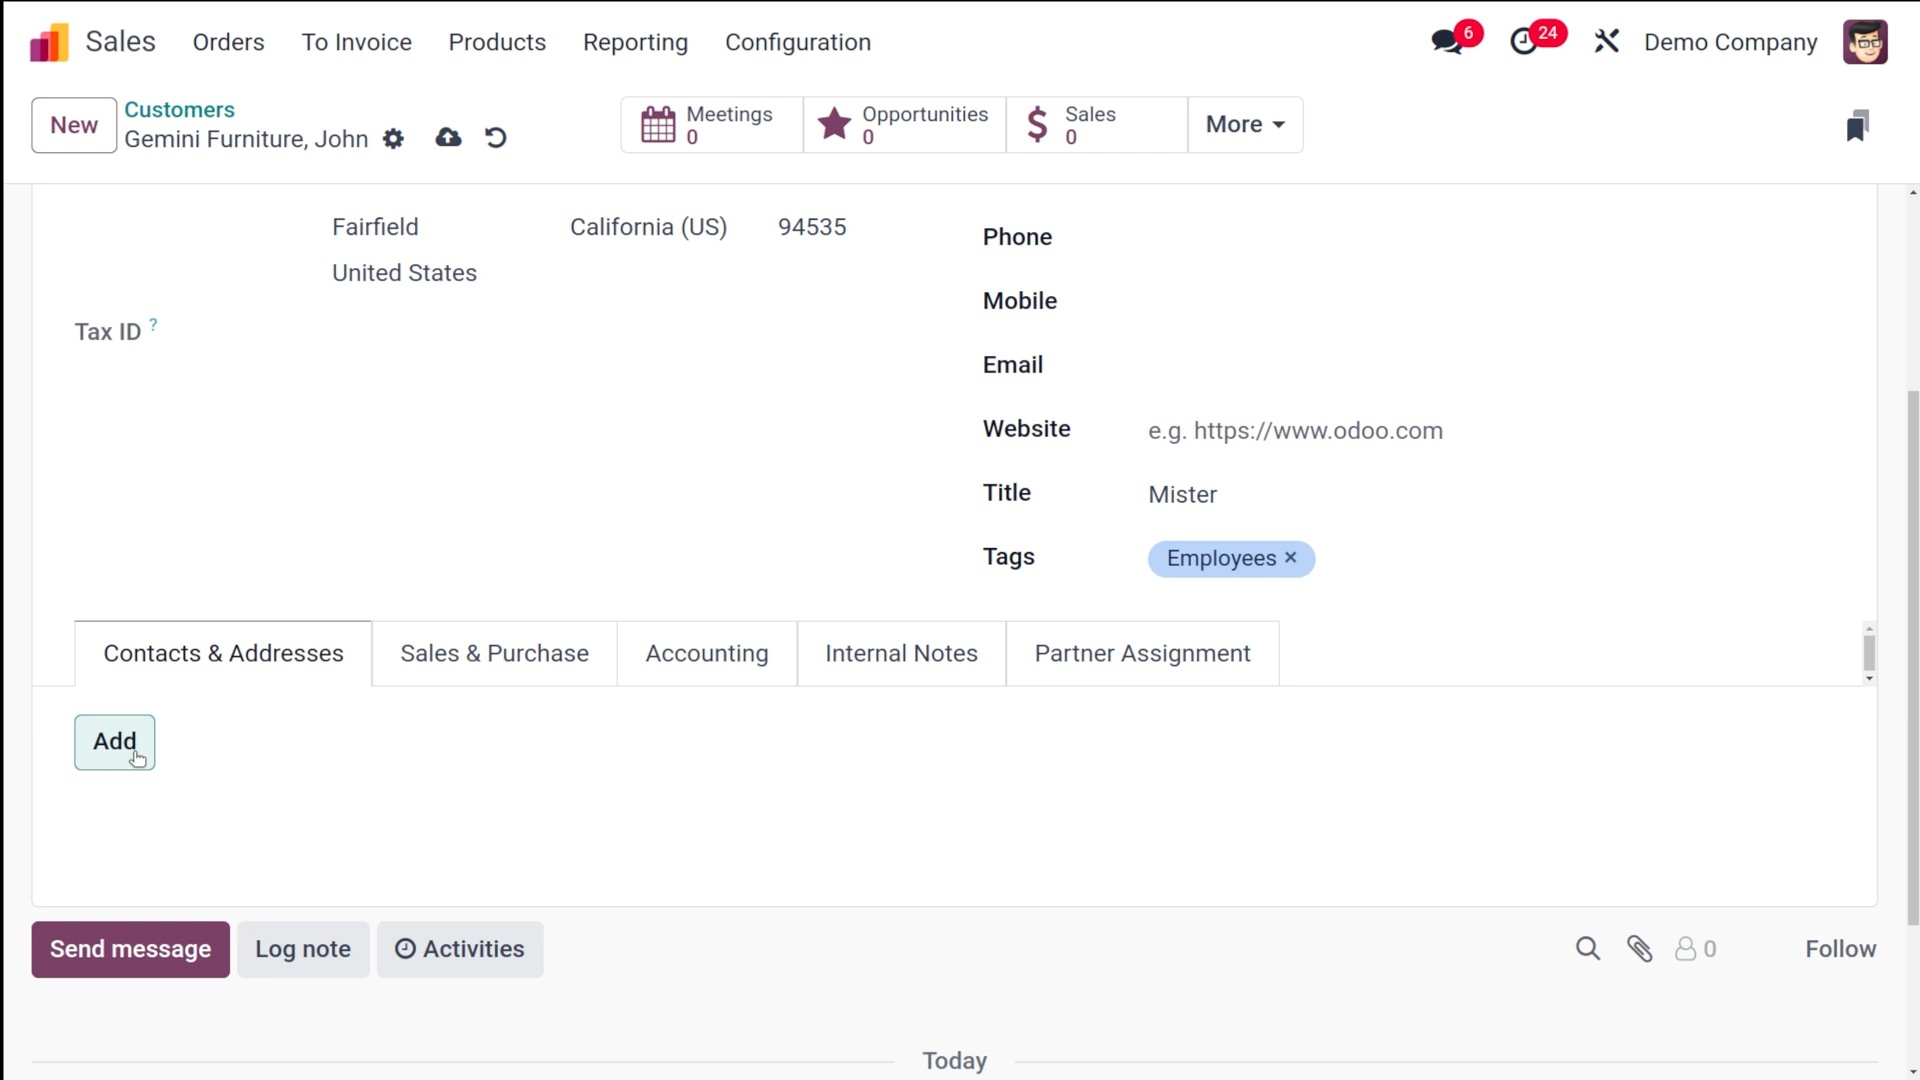 Sales Orders To Invoice Products Reporting Configuration 6 24 Demo Company
New Customers
Gemini Furniture, John
Meetings
0
Opportunities
0
Sales
0
More
Fairfield California (US) 94535
United States
Tax ID ?
Phone
Mobile
Email
Website e.g. https://www.odoo.com
Title Mister
Tags Employees ×
Contacts & Addresses Sales & Purchase Accounting Internal Notes Partner Assignment
Add
Send message Log note Activities 0 Follow
Today